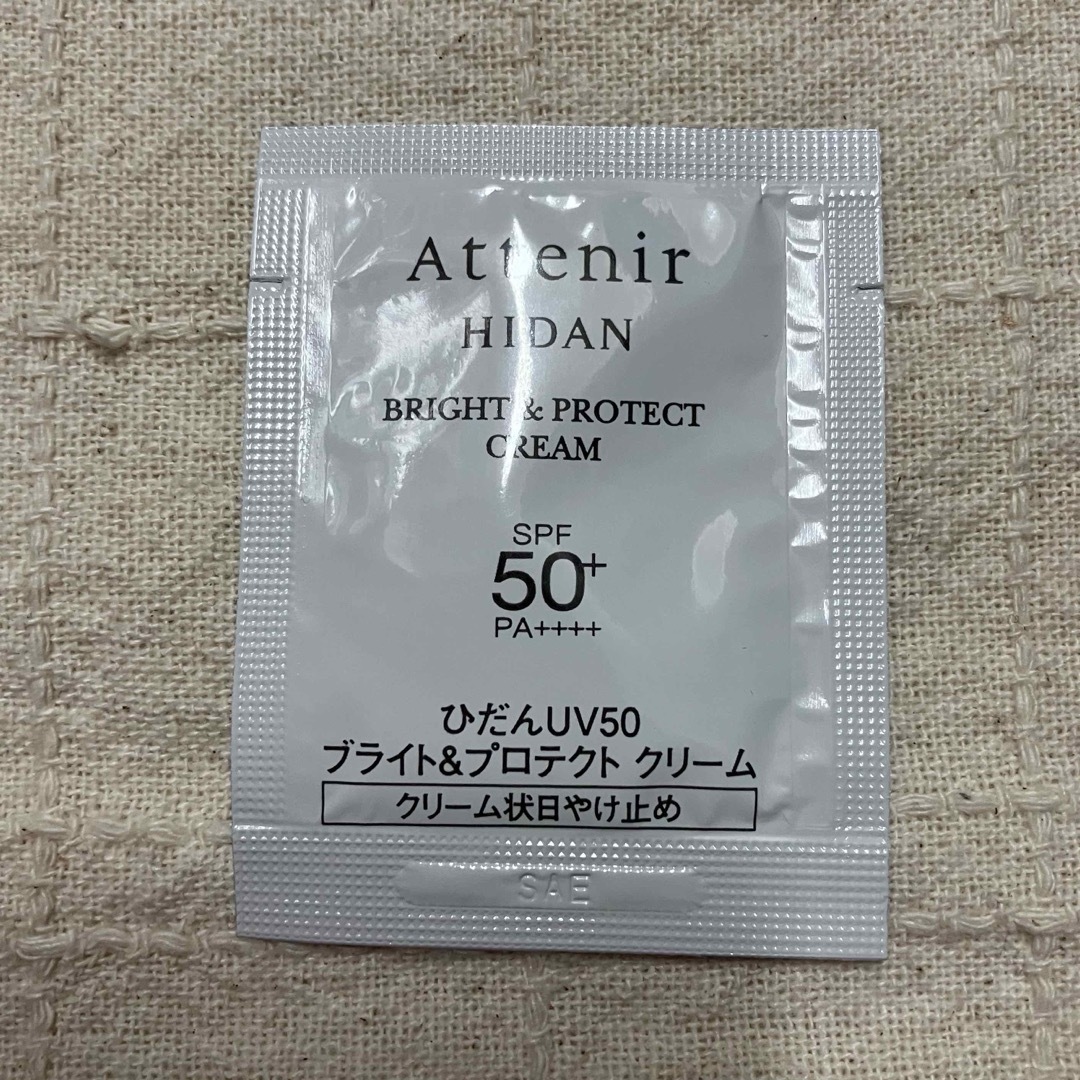 Attenir
HIDAN
BRIGHT & PROTECT
CREAM
SPF
50+
PA++++
ひだんUV50
ブライト&プロテクト クリーム
クリーム状日やけ止め
SAE